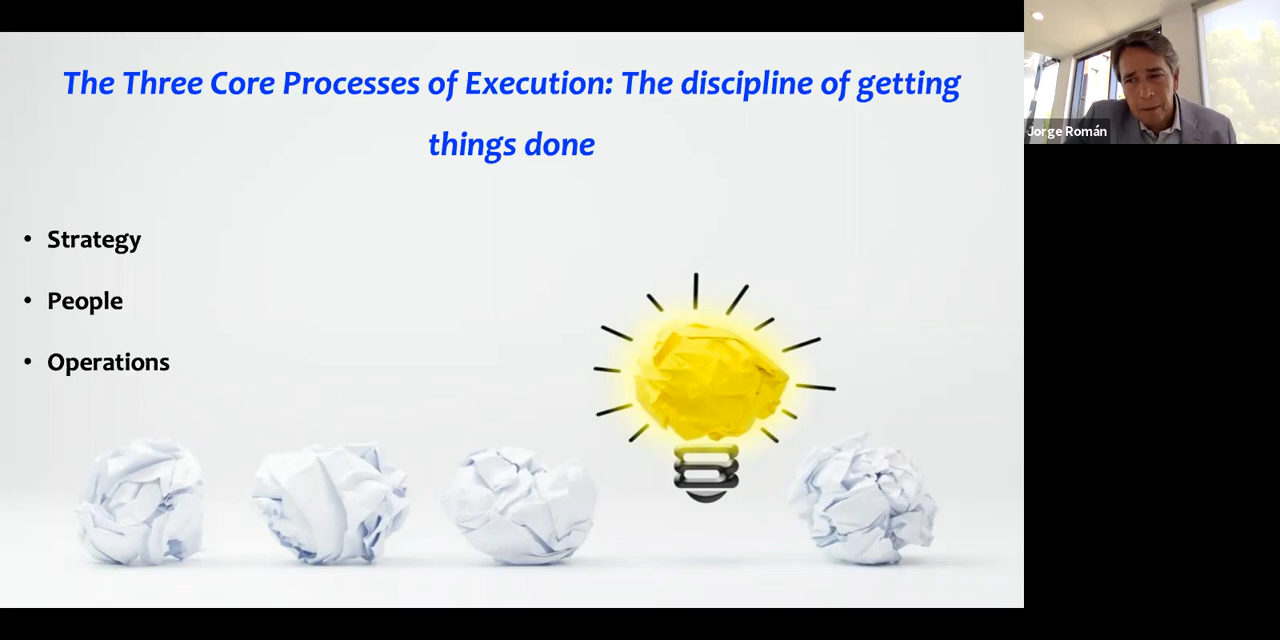 The Three Core Processes of Execution: The discipline of getting
things done
• Strategy
• People
• Operations
Jorge Román